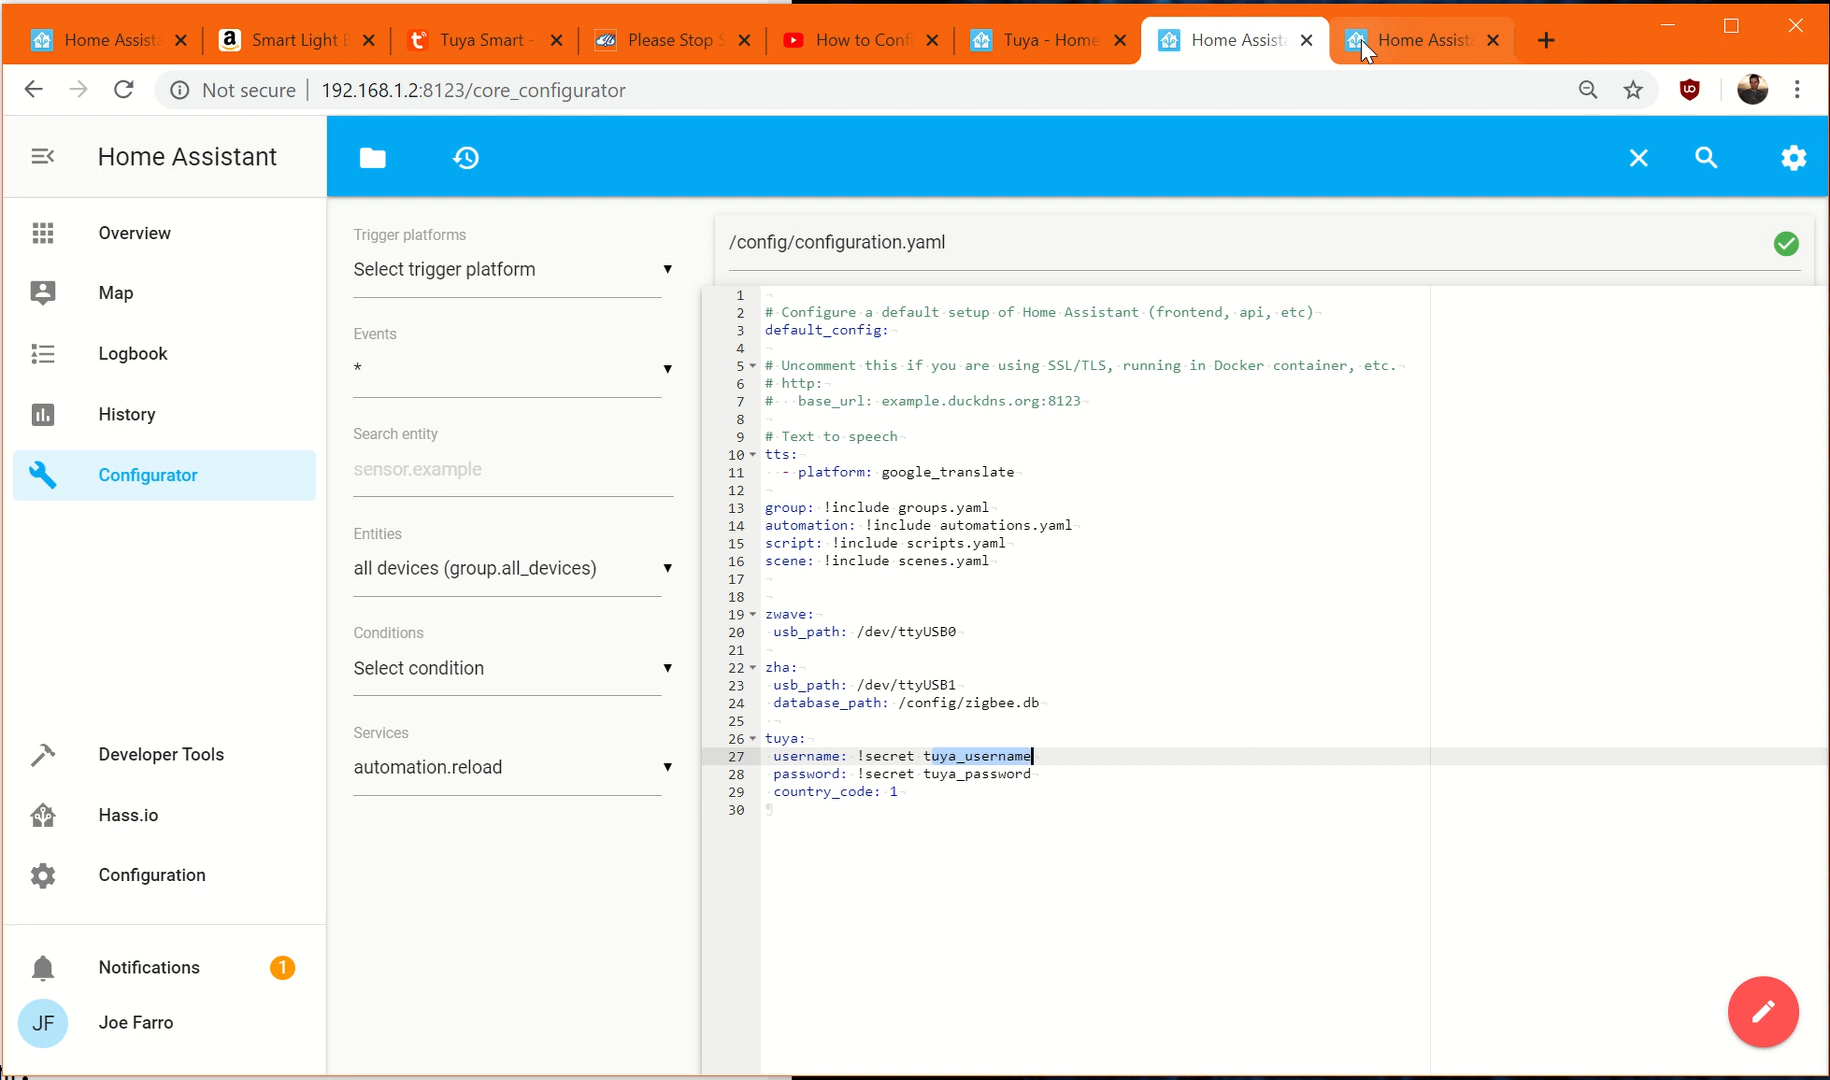 Home Assista
Smart Light B
Tuya Smart -
Please Stop S
How to Confi
Tuya - Home
Home Assista
Home Assista
Not secure
192.168.1.2:8123/core_configurator
Home Assistant
Overview
Map
Logbook
History
Configurator
Developer Tools
Hass.io
Configuration
Notifications
1
JF
Joe Farro
Trigger platforms
Select trigger platform
Events
*
Search entity
sensor.example
Entities
all devices (group.all_devices)
Conditions
Select condition
Services
automation.reload
/config/configuration.yaml
1
2 # Configure a default setup of Home Assistant (frontend, api, etc)
3 default_config:
4
5 # Uncomment this if you are using SSL/TLS, running in Docker container, etc.
6 # http:
7 #   base_url: example.duckdns.org:8123
8
9 # Text to speech
10 tts:
11   - platform: google_translate
12
13 group: !include groups.yaml
14 automation: !include automations.yaml
15 script: !include scripts.yaml
16 scene: !include scenes.yaml
17
18
19 zwave:
20  usb_path: /dev/ttyUSB0
21
22 zha:
23  usb_path: /dev/ttyUSB1
24  database_path: /config/zigbee.db
25
26 tuya:
27  username: !secret tuya_username
28  password: !secret tuya_password
29  country_code: 1
30